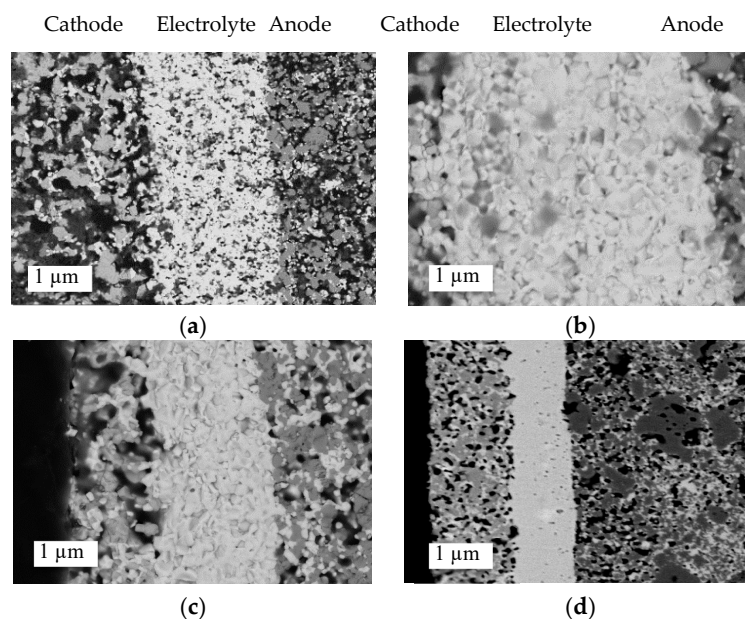 Cathode Electrolyte Anode Cathode Electrolyte Anode
1 µm 1 µm
(a) (b)
1 µm 1 µm
(c) (d)